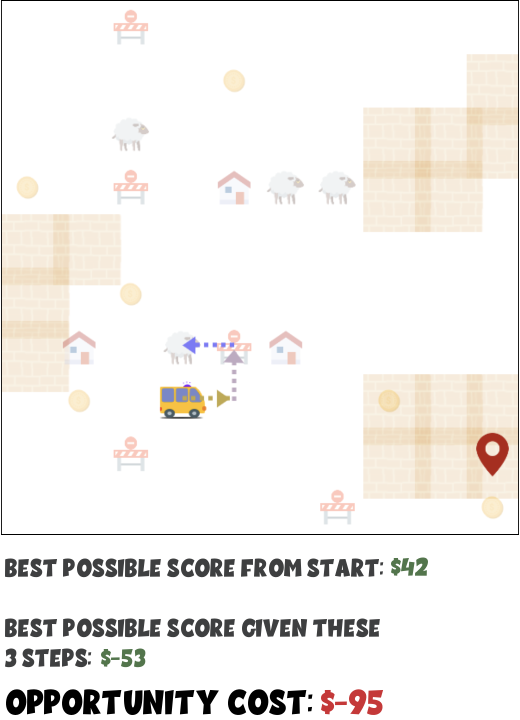 BEST POSSIBLE SCORE FROM START: $42
BEST POSSIBLE SCORE GIVEN THESE
3 STEPS: $-53
OPPORTUNITY COST: $-95